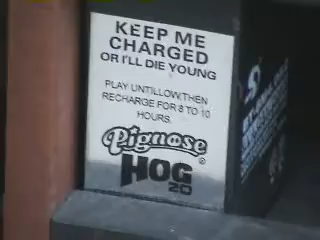 KEEP ME
CHARGED
OR I'LL DIE YOUNG
PLAY UNTILLOW,THEN
RECHARGE FOR 8 TO 10
HOURS.
Pignose ®
HOG
20